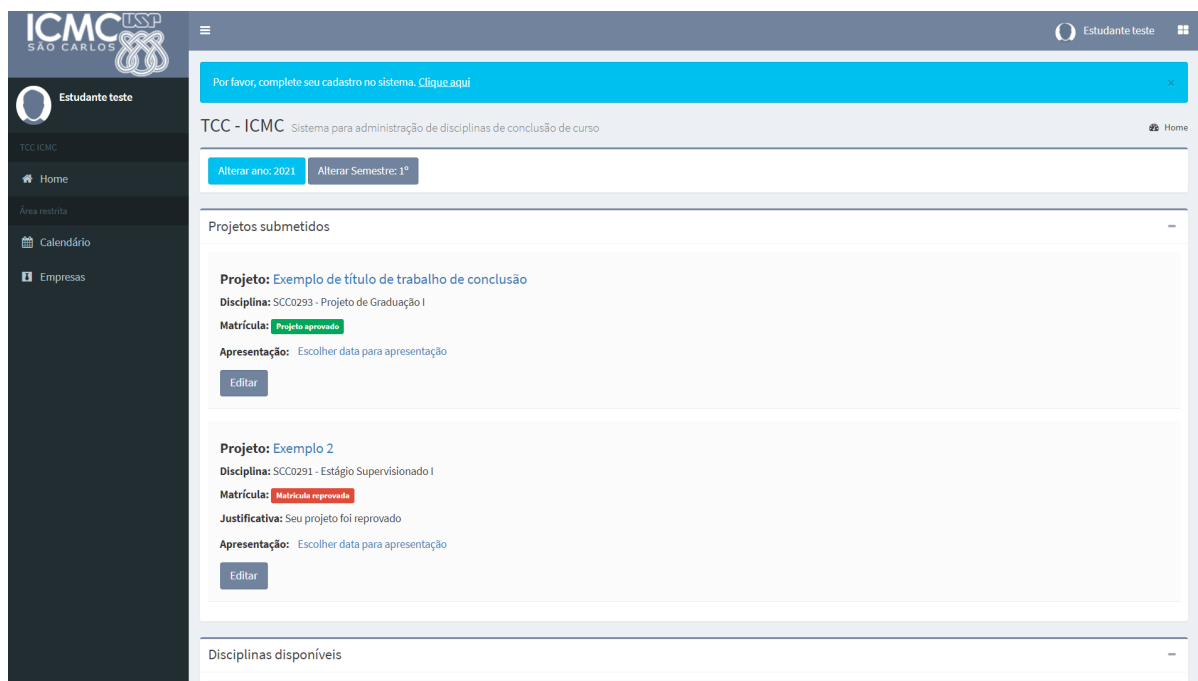 ICMC USP
SÃO CARLOS
Estudante teste
Estudante teste
TCC ICMC
Home
Área restrita
Calendário
Empresas
Por favor, complete seu cadastro no sistema. Clique aqui ×
TCC - ICMC Sistema para administração de disciplinas de conclusão de curso
Home
Alterar ano: 2021 Alterar Semestre: 1º
Projetos submetidos
Projeto: Exemplo de título de trabalho de conclusão
Disciplina: SCC0293 - Projeto de Graduação I
Matrícula: Projeto aprovado
Apresentação: Escolher data para apresentação
Editar
Projeto: Exemplo 2
Disciplina: SCC0291 - Estágio Supervisionado I
Matrícula: Matrícula reprovada
Justificativa: Seu projeto foi reprovado
Apresentação: Escolher data para apresentação
Editar
Disciplinas disponíveis